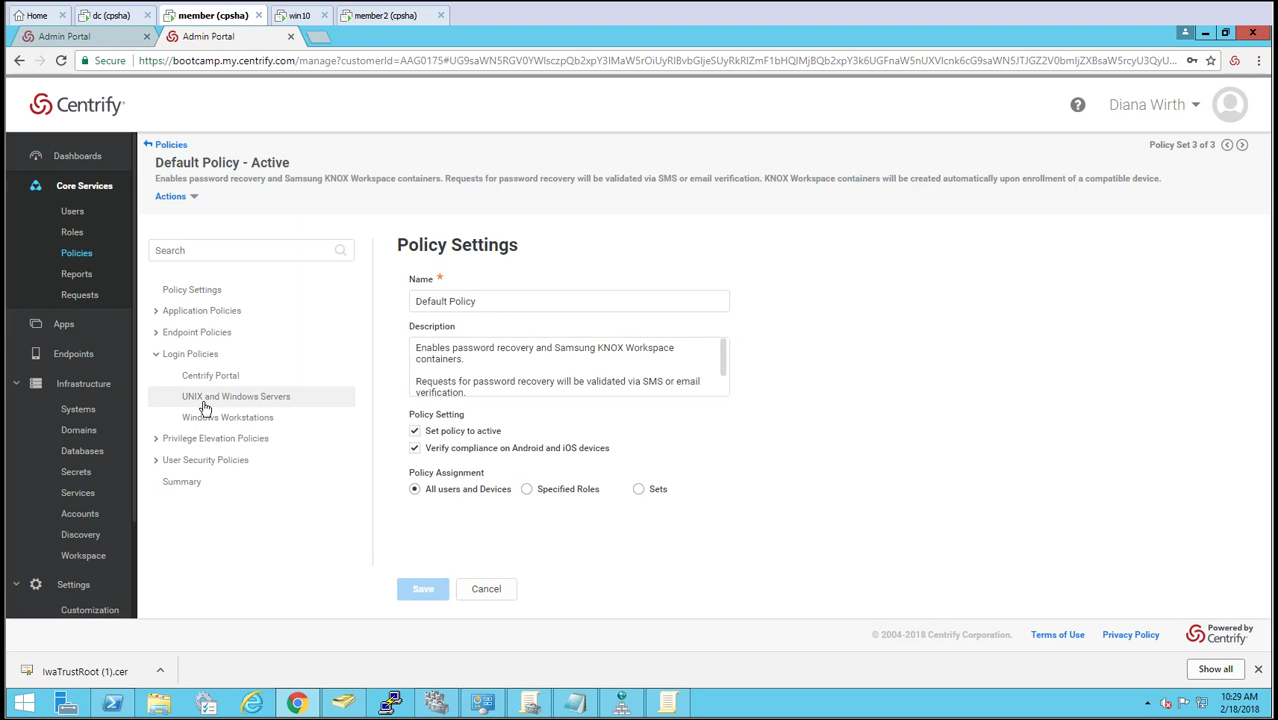 Home
dc (cpsha)
member (cpsha)
win10
member2 (cpsha)
Admin Portal
Admin Portal
Secure
Centrify
Diana Wirth
Policies
Policy Set 3 of 3
Default Policy - Active
Enables password recovery and Samsung KNOX Workspace containers. Requests for password recovery will be validated via SMS or email verification. KNOX Workspace containers will be created automatically upon enrollment of a compatible device.
Actions
Dashboards
Core Services
Users
Roles
Policies
Reports
Requests
Apps
Endpoints
Infrastructure
Systems
Domains
Databases
Secrets
Services
Accounts
Discovery
Workspace
Settings
Customization
Search
Policy Settings
Application Policies
Endpoint Policies
Login Policies
Centrify Portal
UNIX and Windows Servers
Windows Workstations
Privilege Elevation Policies
User Security Policies
Summary
Policy Settings
Name *
Default Policy
Description
Enables password recovery and Samsung KNOX Workspace
containers.
Requests for password recovery will be validated via SMS or email
verification.
Policy Setting
Set policy to active
Verify compliance on Android and iOS devices
Policy Assignment
All users and Devices
Specified Roles
Sets
Save
Cancel
© 2004-2018 Centrify Corporation.
Terms of Use
Privacy Policy
Powered by
Centrify
IwaTrustRoot (1).cer
Show all
10:29 AM
2/18/2018